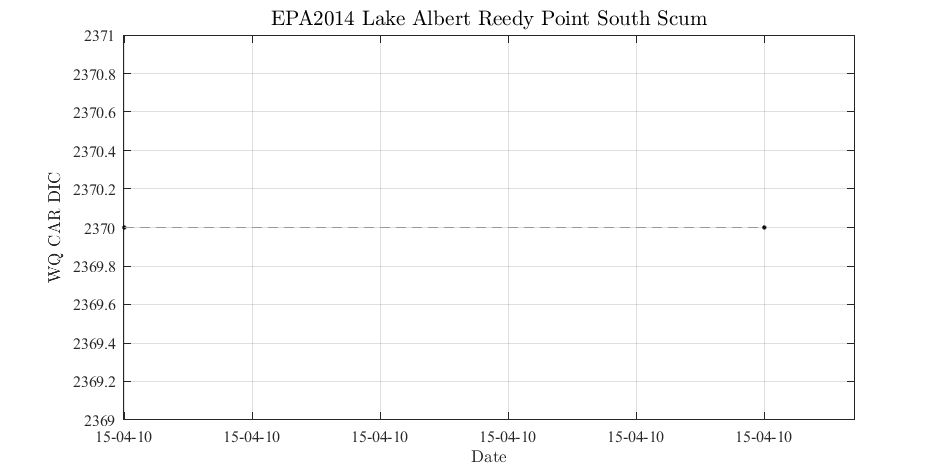 EPA2014 Lake Albert Reedy Point South Scum
2371
2370.8
2370.6
2370.4
2370.2
2370
2369.8
2369.6
2369.4
2369.2
2369
WQ CAR DIC
15-04-10 15-04-10 15-04-10 15-04-10 15-04-10 15-04-10
Date